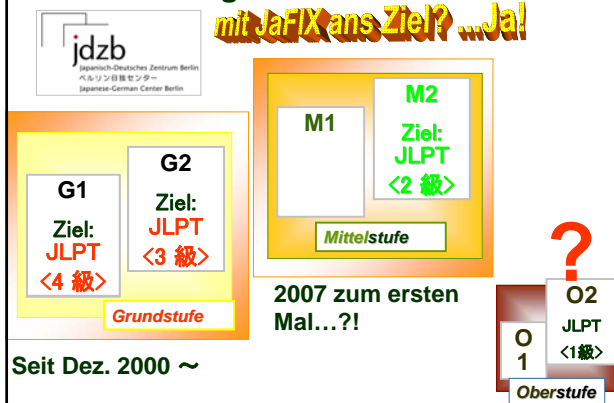 mit JaFIX ans Ziel? ...Ja!
jdzb
Japanisch-Deutsches Zentrum Berlin
ベルリン日独センター
Japanese-German Center Berlin
G1
Ziel:
JLPT
<4 級>
G2
Ziel:
JLPT
<3 級>
Grundstufe
Seit Dez. 2000 ～
M1
M2
Ziel:
JLPT
<2 級>
Mittelstufe
2007 zum ersten
Mal…?!
?
O
1
O2
JLPT
<1級>
Oberstufe